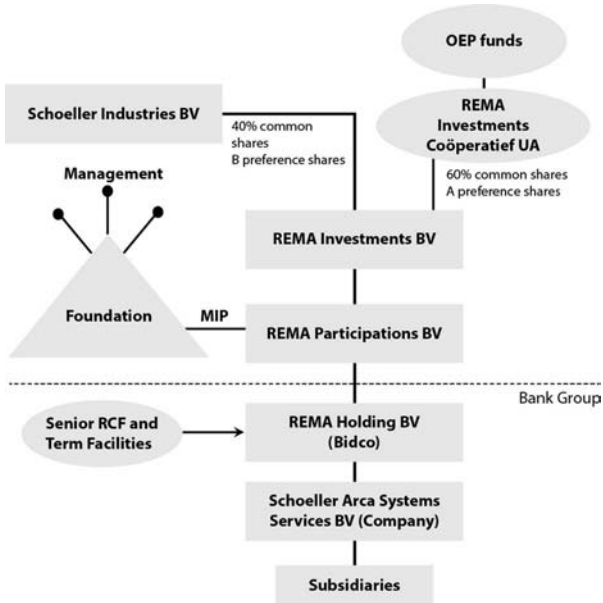 OEP funds
Schoeller Industries BV
REMA
Investments
Coöperatief UA
40% common
shares
B preference shares
60% common shares
A preference shares
Management
REMA Investments BV
Foundation
MIP
REMA Participations BV
Bank Group
Senior RCF and
Term Facilities
REMA Holding BV
(Bidco)
Schoeller Arca Systems
Services BV (Company)
Subsidiaries